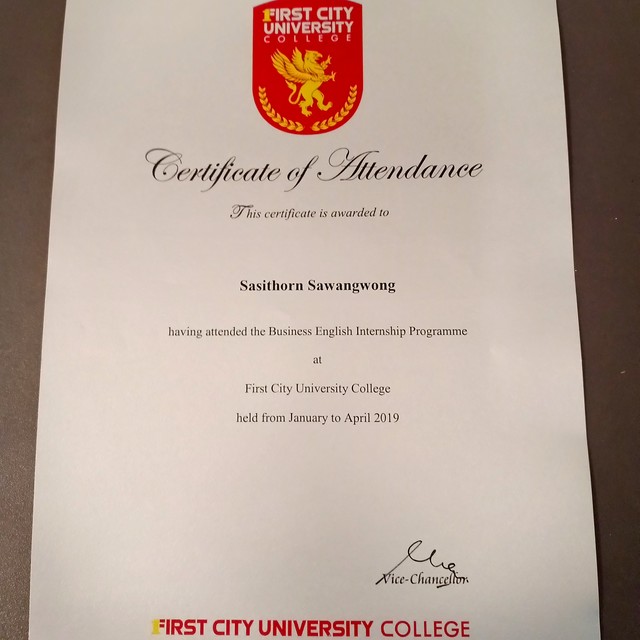 FIRST CITY
UNIVERSITY
COLLEGE
Certificate of Attendance
This certificate is awarded to
Sasithorn Sawangwong
having attended the Business English Internship Programme
at
First City University College
held from January to April 2019
Vice-Chancellor
FIRST CITY UNIVERSITY COLLEGE